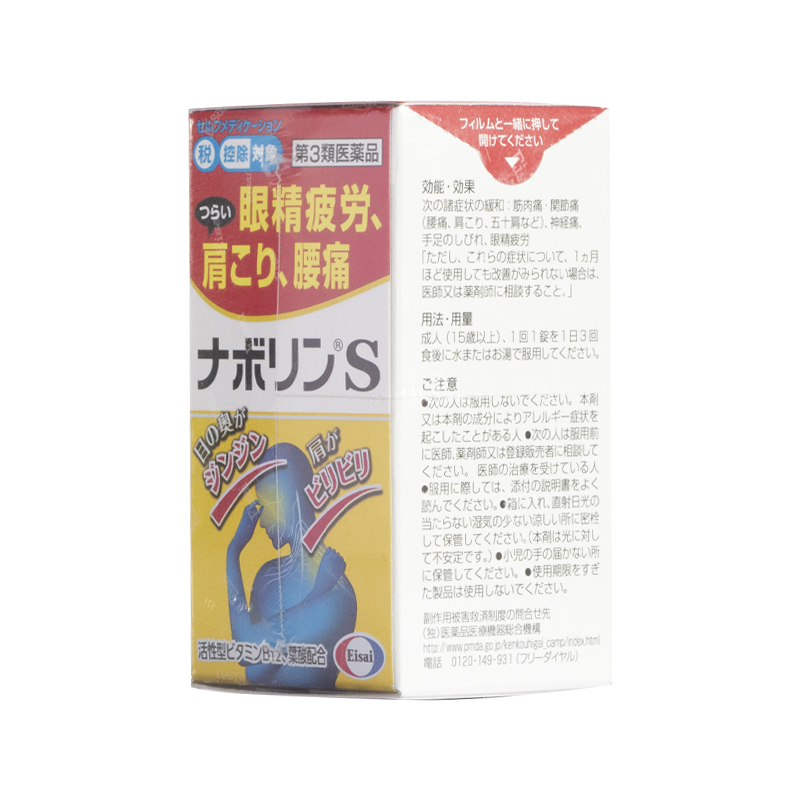 セルフメディケーション
税 控除 対象
第3類医薬品
つらい
眼精疲労、
肩こり、腰痛
ナボリン®S
目の奥が
ジンジン
肩が
ビリビリ
活性型ビタミンB12、葉酸配合
Eisai
フィルムと一緒に押して
開けてください
効能・効果
次の諸症状の緩和：筋肉痛・関節痛
（腰痛、肩こり、五十肩など）、神経痛、
手足のしびれ、眼精疲労
「ただし、これらの症状について、1ヵ月
ほど使用しても改善がみられない場合は、
医師又は薬剤師に相談すること。」
用法・用量
成人（15歳以上）、1回1錠を1日3回
食後に水またはお湯で服用してください。
ご注意
●次の人は服用しないでください。本剤
又は本剤の成分によりアレルギー症状を
起こしたことがある人 ●次の人は服用前
に医師、薬剤師又は登録販売者に相談して
ください。医師の治療を受けている人
●服用に際しては、添付の説明書をよく
読んでください。●箱に入れ、直射日光の
当たらない湿気の少ない涼しい所に密栓
して保管してください。（本剤は光に対し
て不安定です。）●小児の手の届かない所
に保管してください。●使用期限をすぎ
た製品は使用しないでください。
副作用被害救済制度の問合せ先
（独）医薬品医療機器総合機構
http://www.pmda.go.jp/kenkouhigai_camp/index.html
電話 0120-149-931（フリーダイヤル）